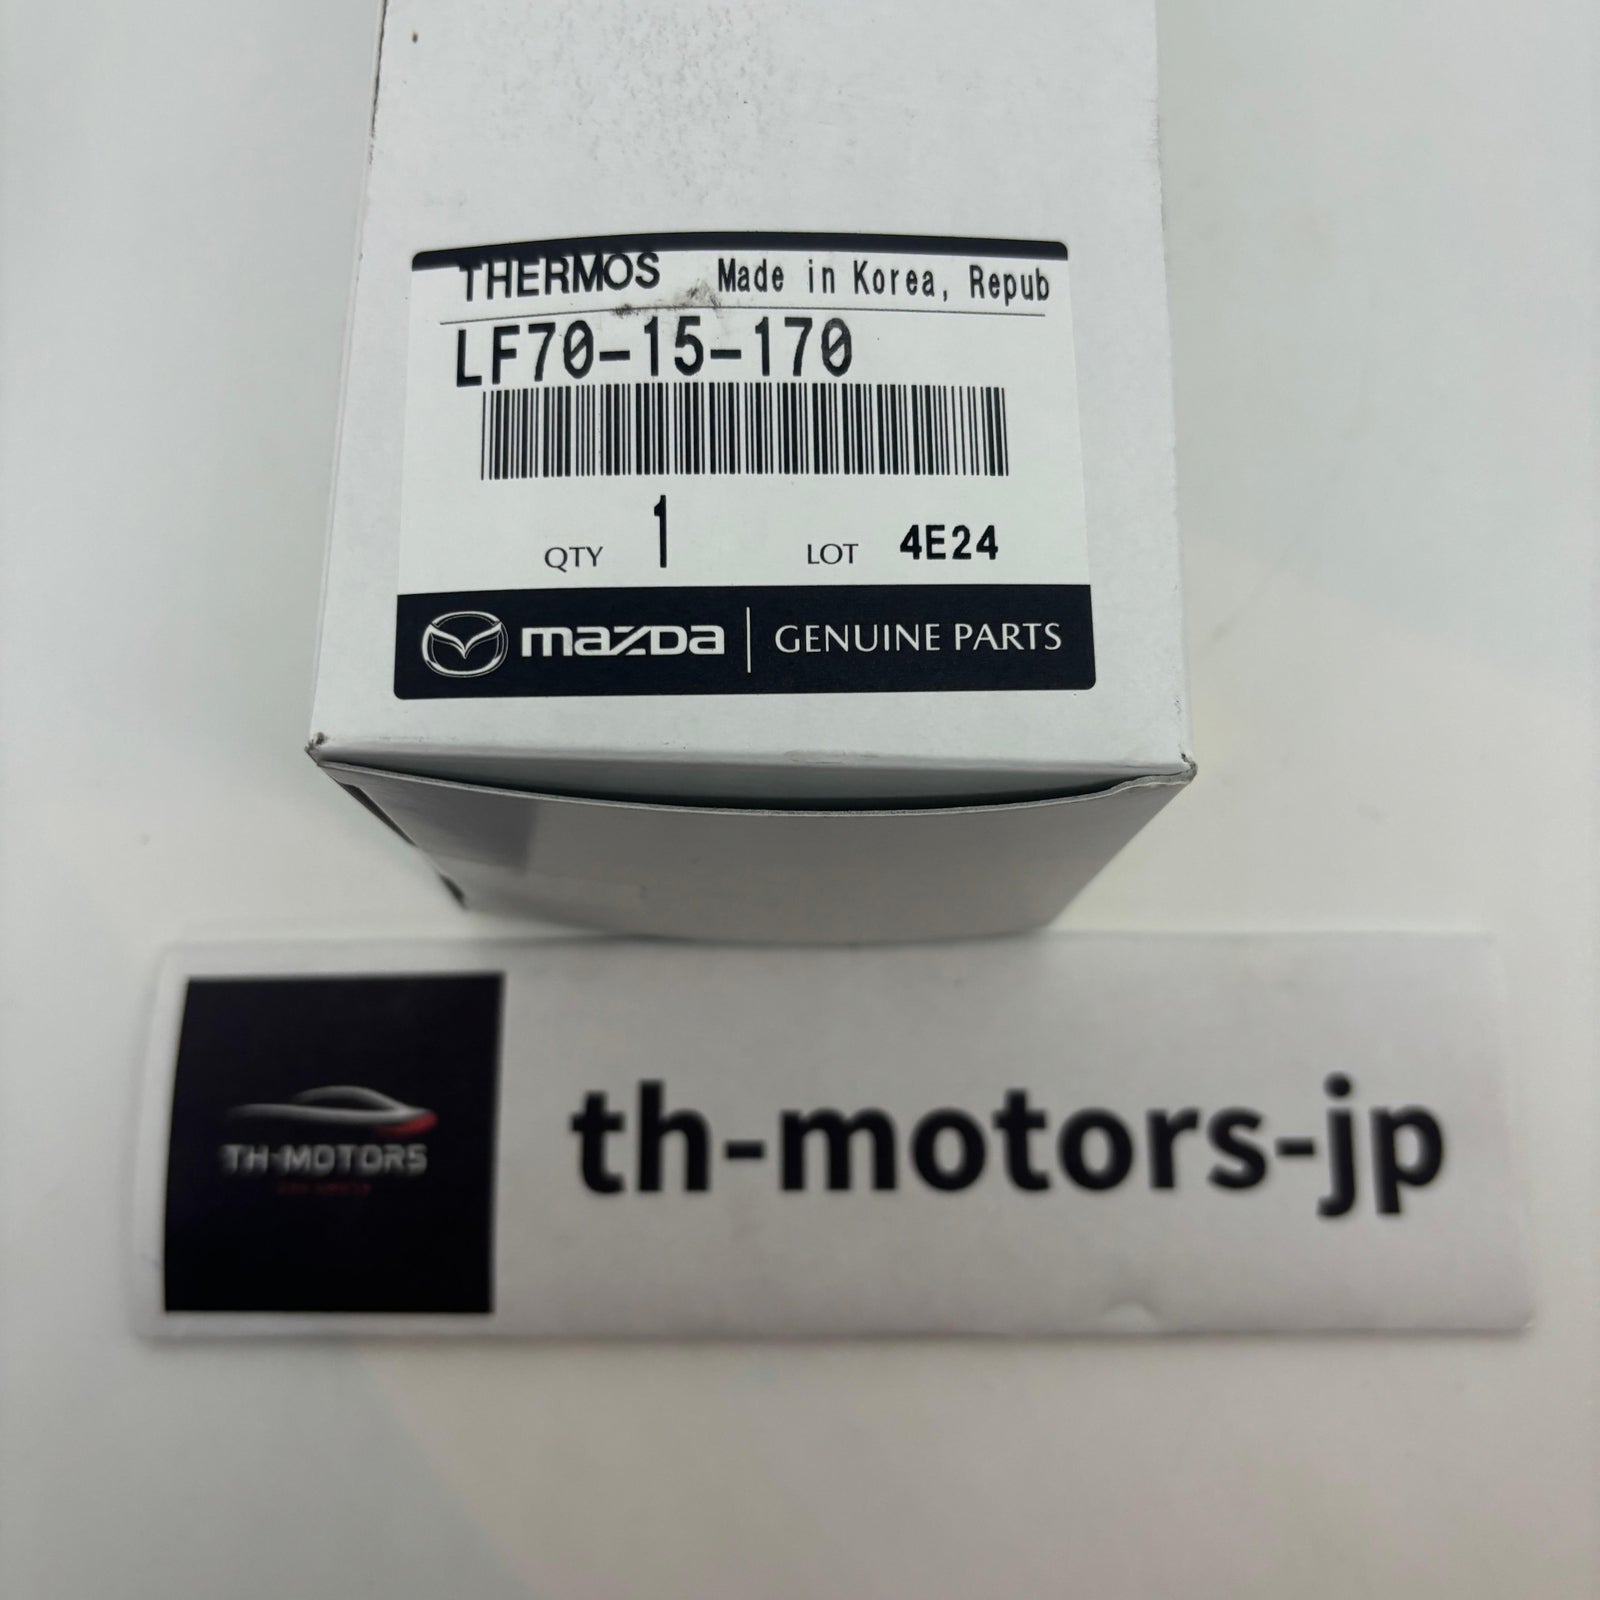 THERMOS Made in Korea, Repub
LF70-15-170
QTY 1 LOT 4E24
mazDa GENUINE PARTS
TH-MOTORS
th-motors-jp